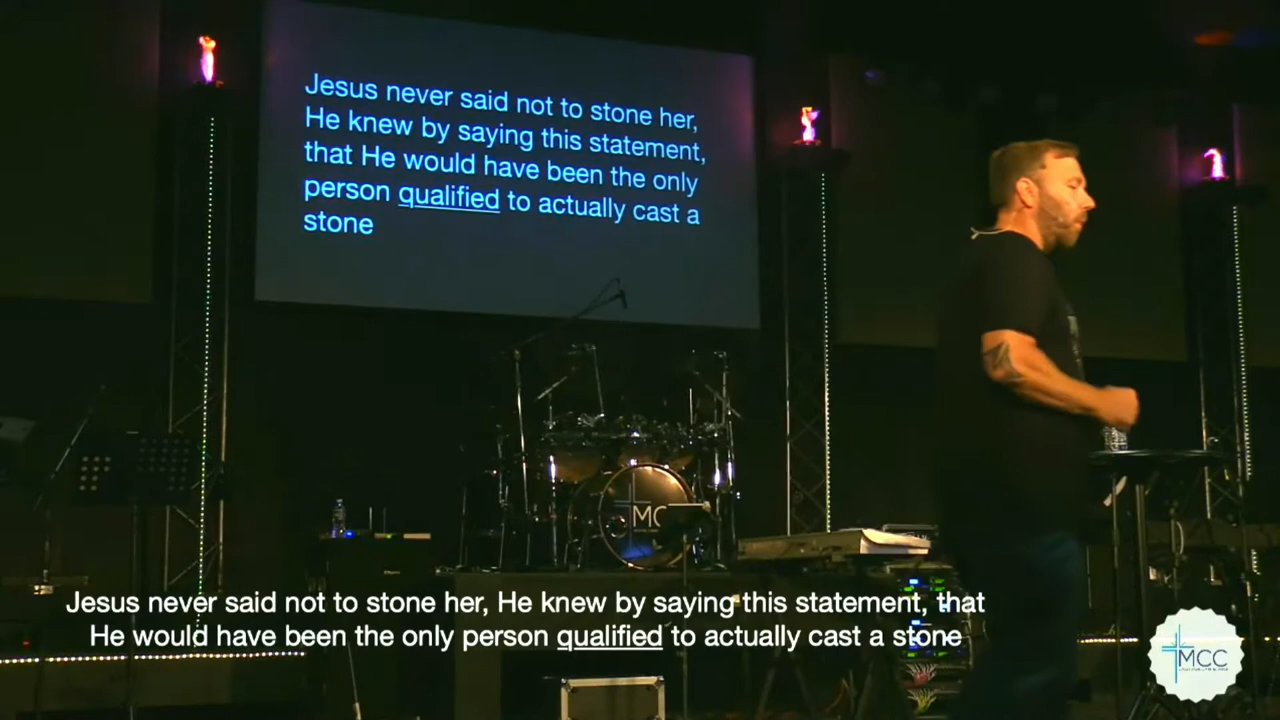 Jesus never said not to stone her,
He knew by saying this statement,
that He would have been the only
person qualified to actually cast a
stone
MC
Jesus never said not to stone her, He knew by saying this statement, that
He would have been the only person qualified to actually cast a stone
MCC